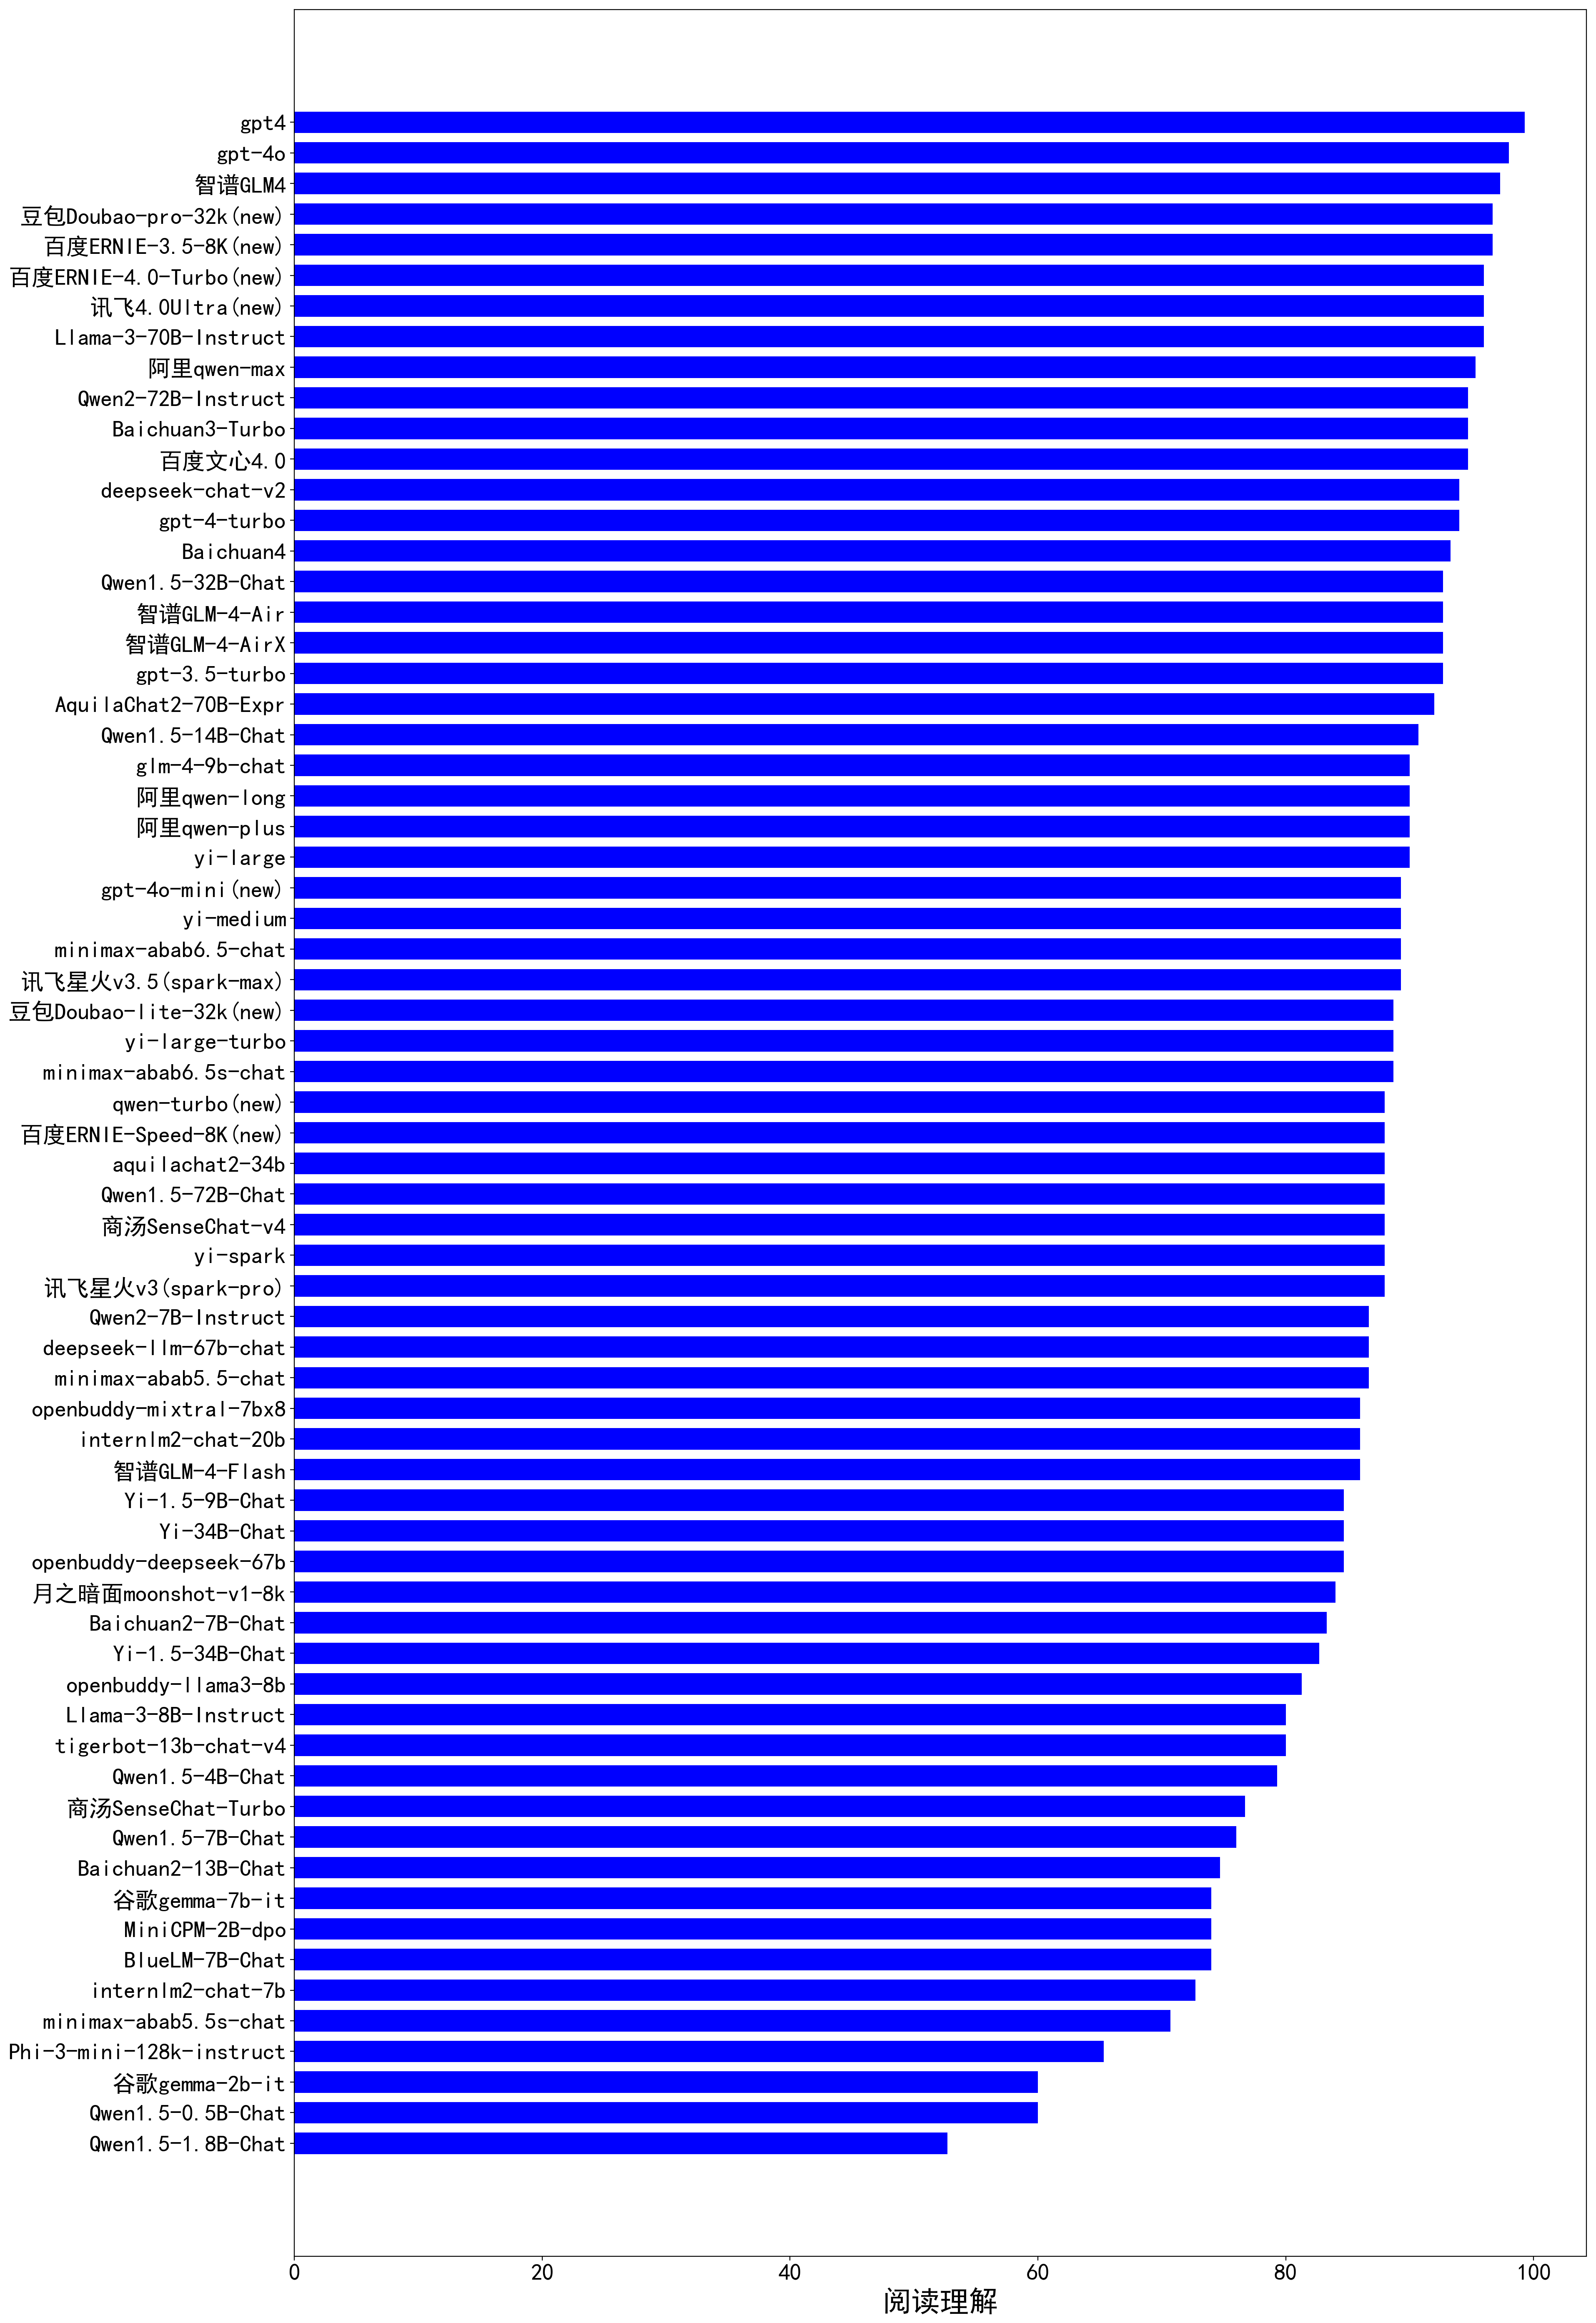 gpt4
gpt-4o
智谱GLM4
豆包Doubao-pro-32k(new)
百度ERNIE-3.5-8K(new)
百度ERNIE-4.0-Turbo(new)
讯飞4.0Ultra(new)
Llama-3-70B-Instruct
阿里qwen-max
Qwen2-72B-Instruct
Baichuan3-Turbo
百度文心4.0
deepseek-chat-v2
gpt-4-turbo
Baichuan4
Qwen1.5-32B-Chat
智谱GLM-4-Air
智谱GLM-4-AirX
gpt-3.5-turbo
AquilaChat2-70B-Expr
Qwen1.5-14B-Chat
glm-4-9b-chat
阿里qwen-long
阿里qwen-plus
yi-large
gpt-4o-mini(new)
yi-medium
minimax-abab6.5-chat
讯飞星火v3.5(spark-max)
豆包Doubao-lite-32k(new)
yi-large-turbo
minimax-abab6.5s-chat
qwen-turbo(new)
百度ERNIE-Speed-8K(new)
aquilachat2-34b
Qwen1.5-72B-Chat
商汤SenseChat-v4
yi-spark
讯飞星火v3(spark-pro)
Qwen2-7B-Instruct
deepseek-llm-67b-chat
minimax-abab5.5-chat
openbuddy-mixtral-7bx8
internlm2-chat-20b
智谱GLM-4-Flash
Yi-1.5-9B-Chat
Yi-34B-Chat
openbuddy-deepseek-67b
月之暗面moonshot-v1-8k
Baichuan2-7B-Chat
Yi-1.5-34B-Chat
openbuddy-llama3-8b
Llama-3-8B-Instruct
tigerbot-13b-chat-v4
Qwen1.5-4B-Chat
商汤SenseChat-Turbo
Qwen1.5-7B-Chat
Baichuan2-13B-Chat
谷歌gemma-7b-it
MiniCPM-2B-dpo
BlueLM-7B-Chat
internlm2-chat-7b
minimax-abab5.5s-chat
Phi-3-mini-128k-instruct
谷歌gemma-2b-it
Qwen1.5-0.5B-Chat
Qwen1.5-1.8B-Chat
0 20 40 60 80 100
阅读理解